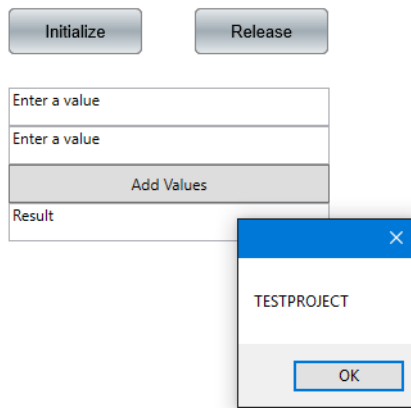 Initialize
Release
Enter a value
Enter a value
Add Values
Result
TESTPROJECT
OK